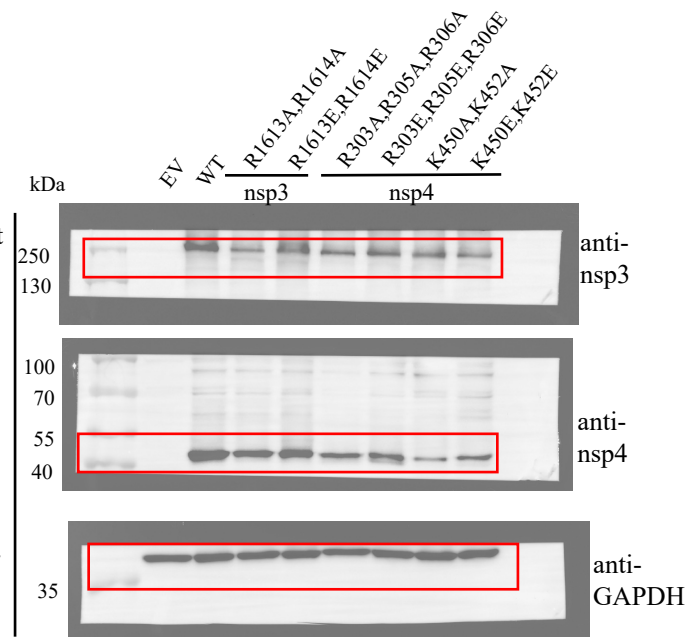 kDa
EV
WT
R1613A,R1614A
R1613E,R1614E
R303A,R305A,R306A
R303E,R305E,R306E
K450A,K452A
K450E,K452E
nsp3
nsp4
250
130
anti-
nsp3
100
70
55
40
anti-
nsp4
35
anti-
GAPDH